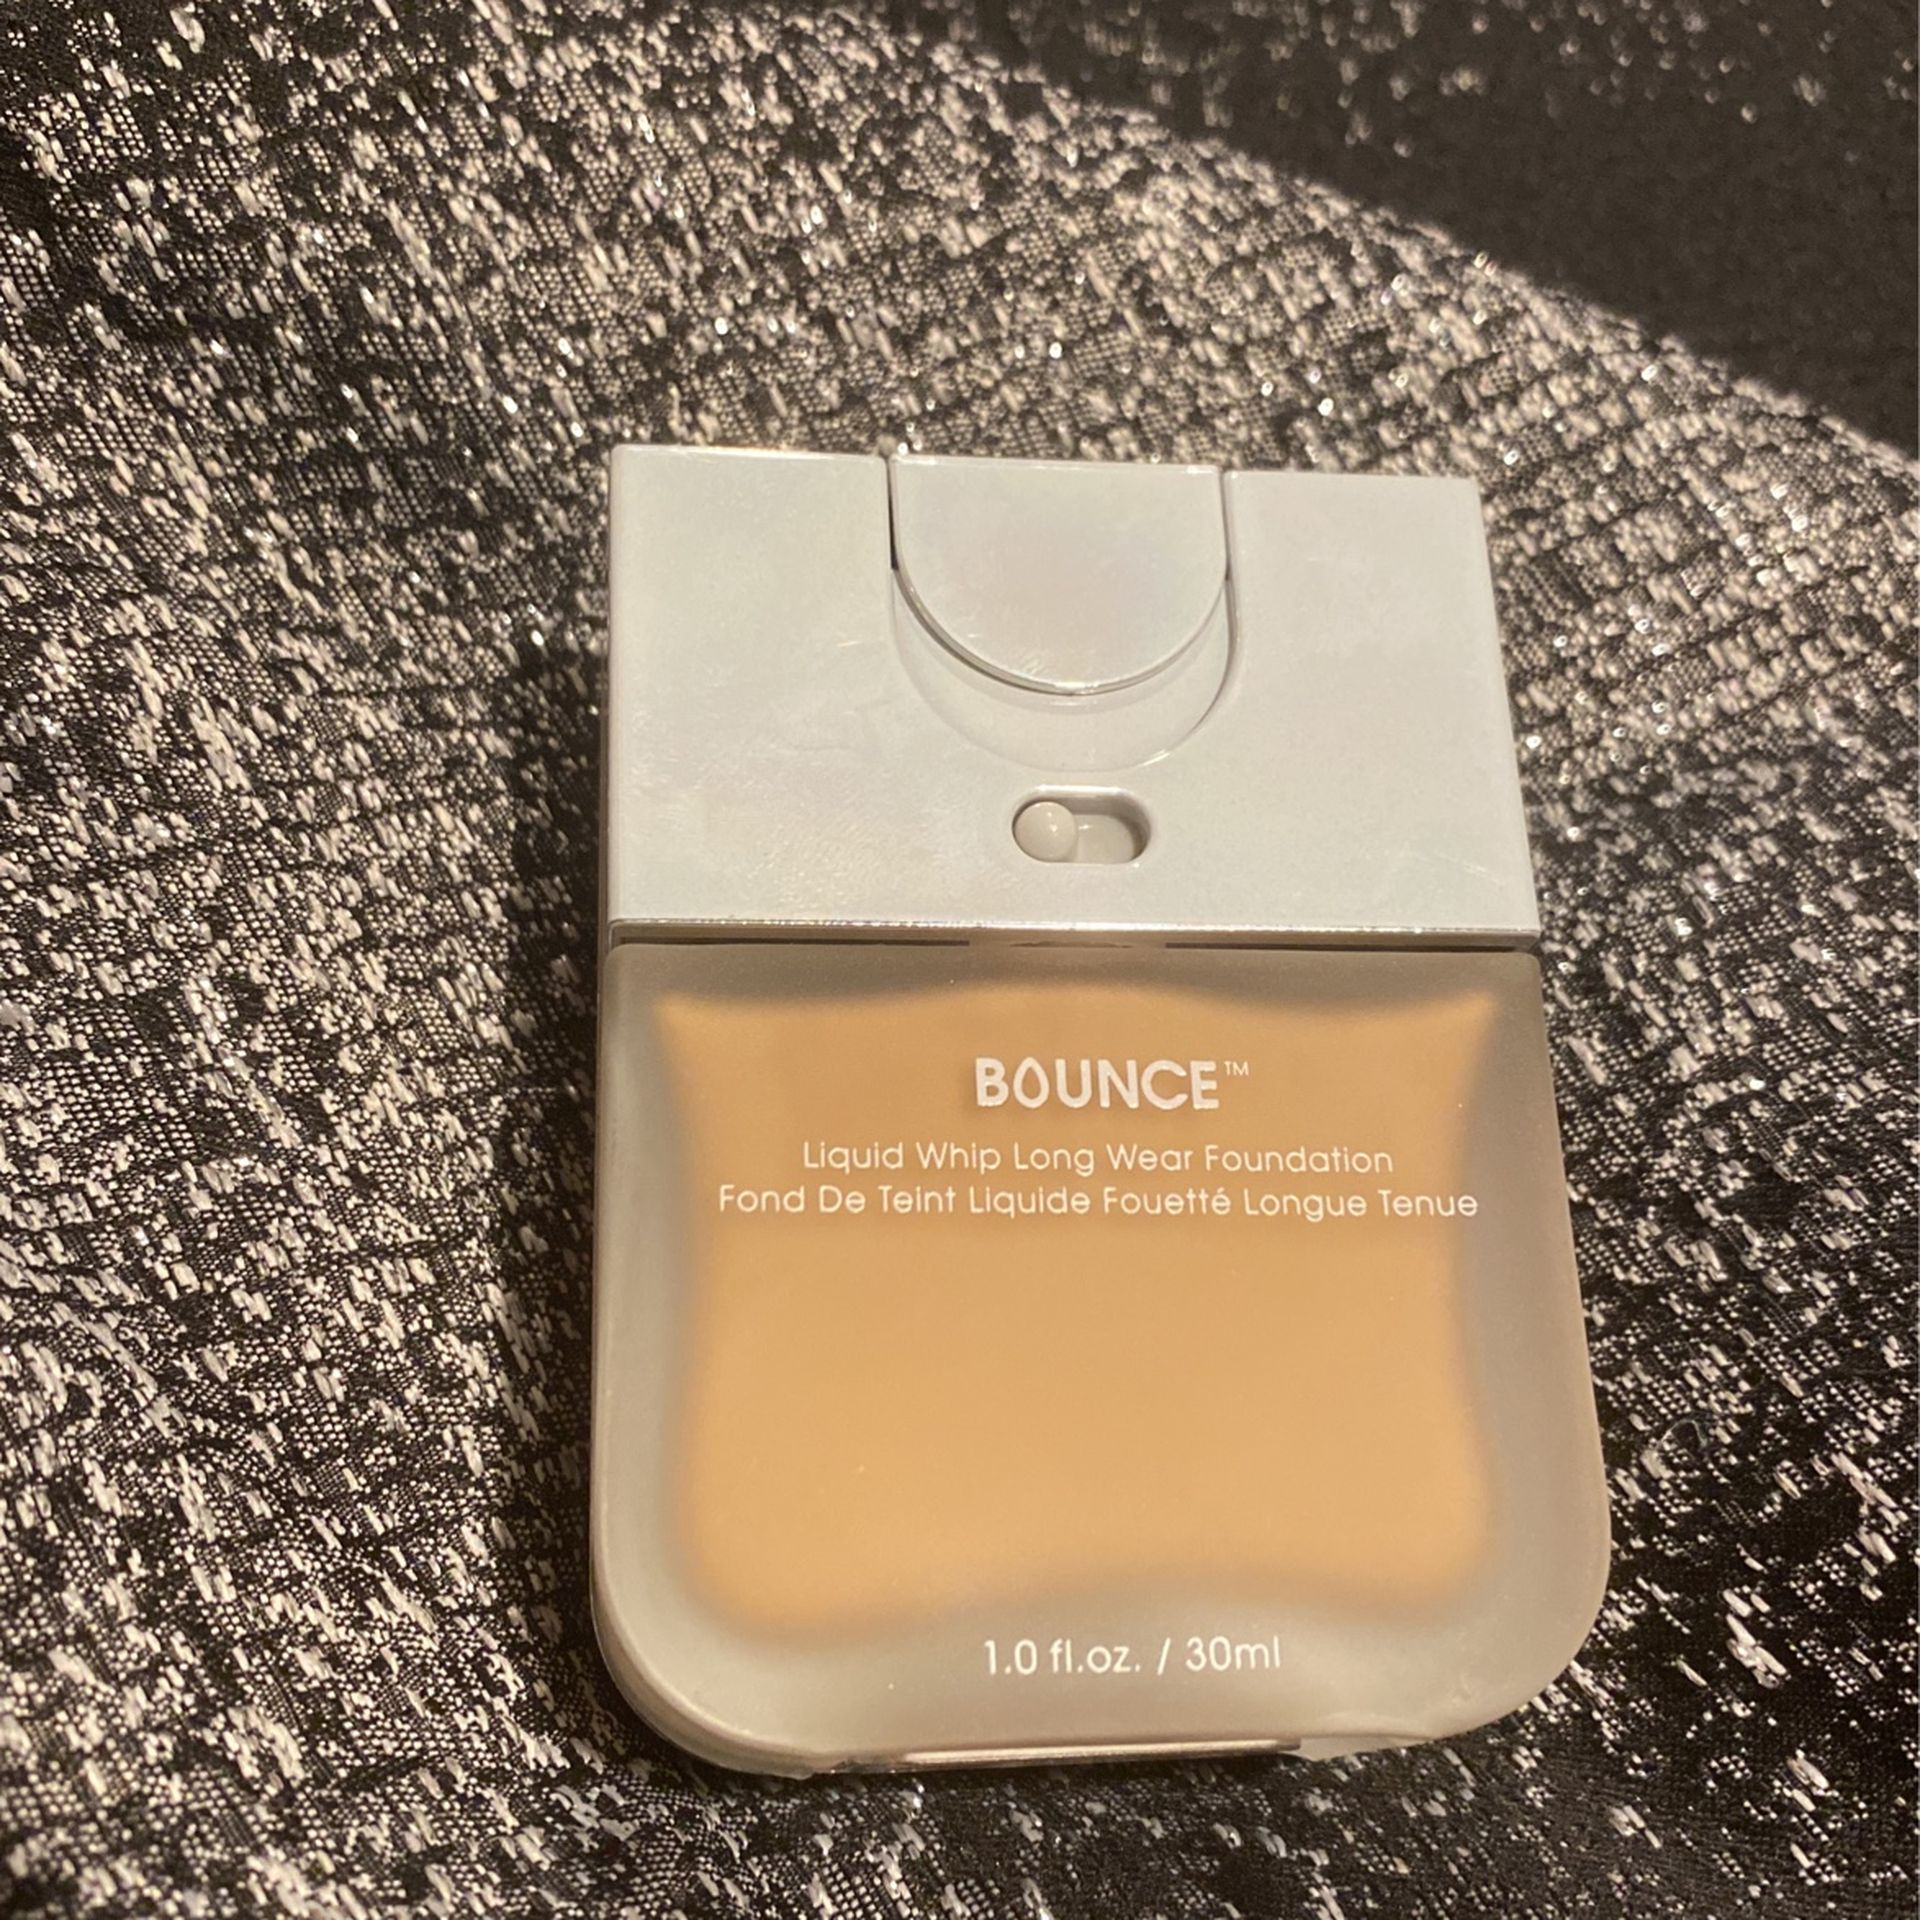 BOUNCE™
Liquid Whip Long Wear Foundation
Fond De Teint Liquide Fouetté Longue Tenue
1.0 fl.oz. / 30ml